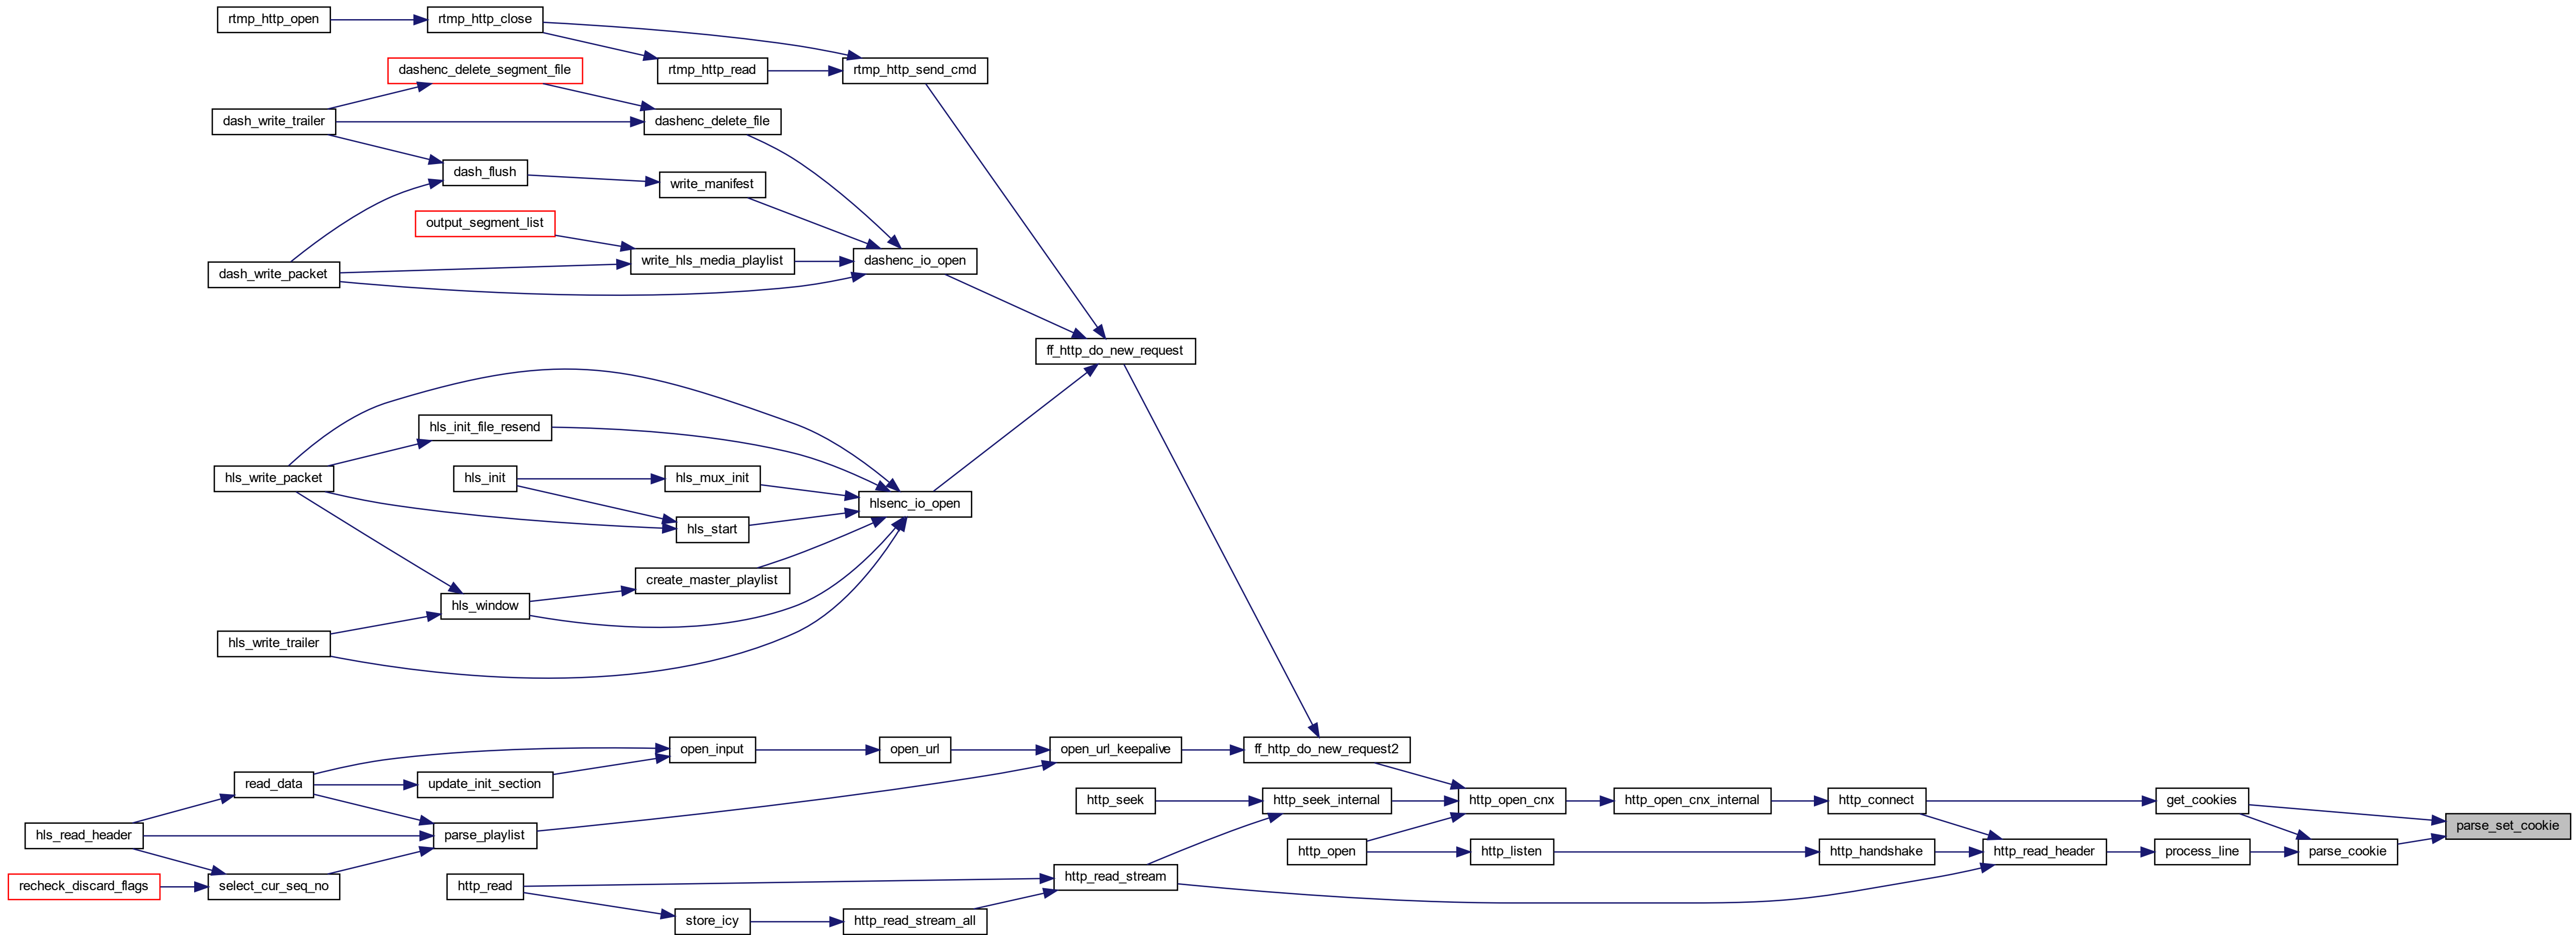 rtmp_http_open
rtmp_http_close
dashenc_delete_segment_file
rtmp_http_read
rtmp_http_send_cmd
dash_write_trailer
dashenc_delete_file
dash_flush
write_manifest
output_segment_list
dash_write_packet
write_hls_media_playlist
dashenc_io_open
ff_http_do_new_request
hls_init_file_resend
hls_write_packet
hls_init
hls_mux_init
hlsenc_io_open
hls_start
create_master_playlist
hls_window
hls_write_trailer
open_input
open_url
open_url_keepalive
ff_http_do_new_request2
read_data
update_init_section
http_seek
http_seek_internal
http_open_cnx
http_open_cnx_internal
http_connect
get_cookies
hls_read_header
parse_playlist
parse_set_cookie
http_open
http_listen
http_handshake
http_read_header
process_line
parse_cookie
recheck_discard_flags
select_cur_seq_no
http_read
http_read_stream
store_icy
http_read_stream_all